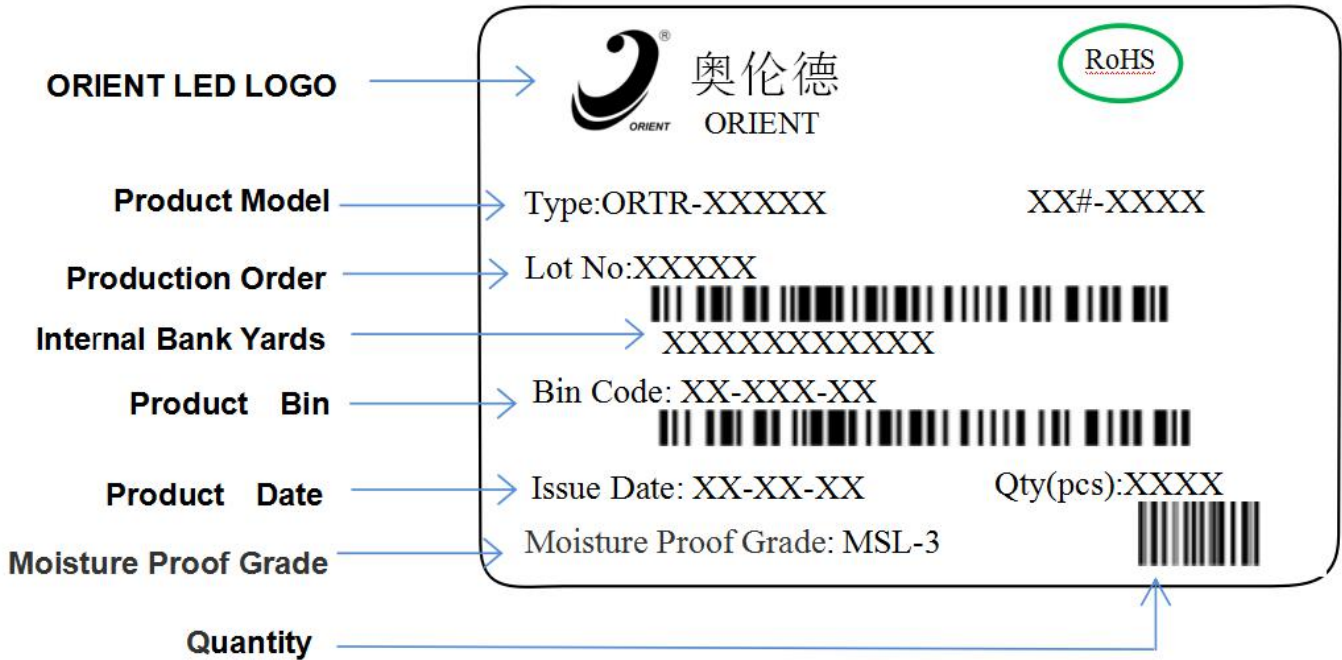 ORIENT LED LOGO
®
ORIENT
奥伦德
ORIENT
RoHS
Product Model
Type:ORTR-XXXXX
XX#-XXXX
Production Order
Lot No:XXXXX
Internal Bank Yards
XXXXXXXXXXX
Product Bin
Bin Code: XX-XXX-XX
Product Date
Issue Date: XX-XX-XX
Qty(pcs):XXXX
Moisture Proof Grade
Moisture Proof Grade: MSL-3
Quantity